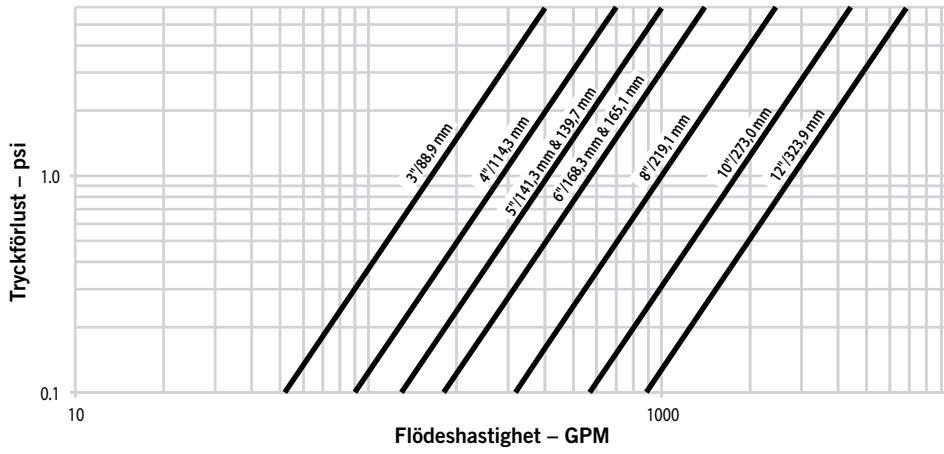 Tryckförlust – psi
1.0
0.1
3"/88,9 mm
4"/114,3 mm
5"/141,3 mm & 139,7 mm
6"/168,3 mm & 165,1 mm
8"/219,1 mm
10"/273,0 mm
12"/323,9 mm
10
1000
Flödeshastighet – GPM